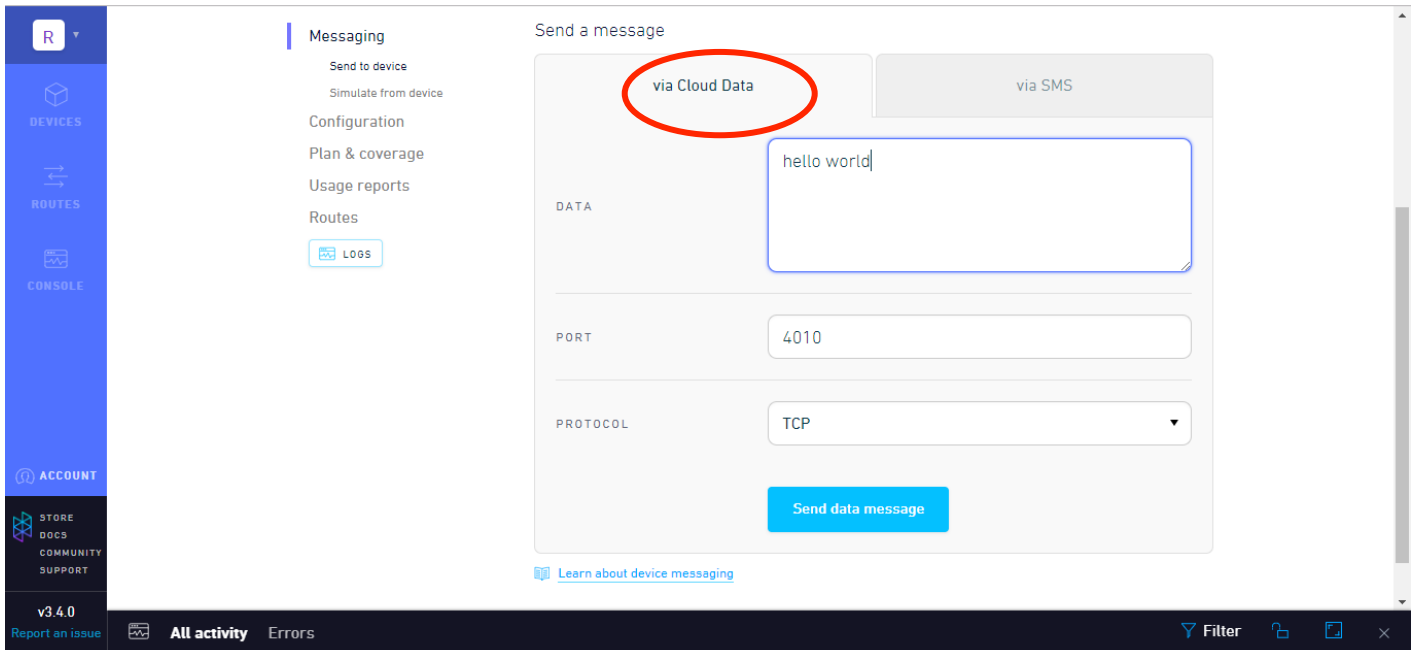 R
DEVICES
ROUTES
CONSOLE
ACCOUNT
STORE
DOCS
COMMUNITY
SUPPORT
v3.4.0
Report an issue
Messaging
Send to device
Simulate from device
Configuration
Plan & coverage
Usage reports
Routes
LOGS
Send a message
via Cloud Data
via SMS
DATA
hello world
PORT
4010
PROTOCOL
TCP
Send data message
Learn about device messaging
All activity
Errors
Filter